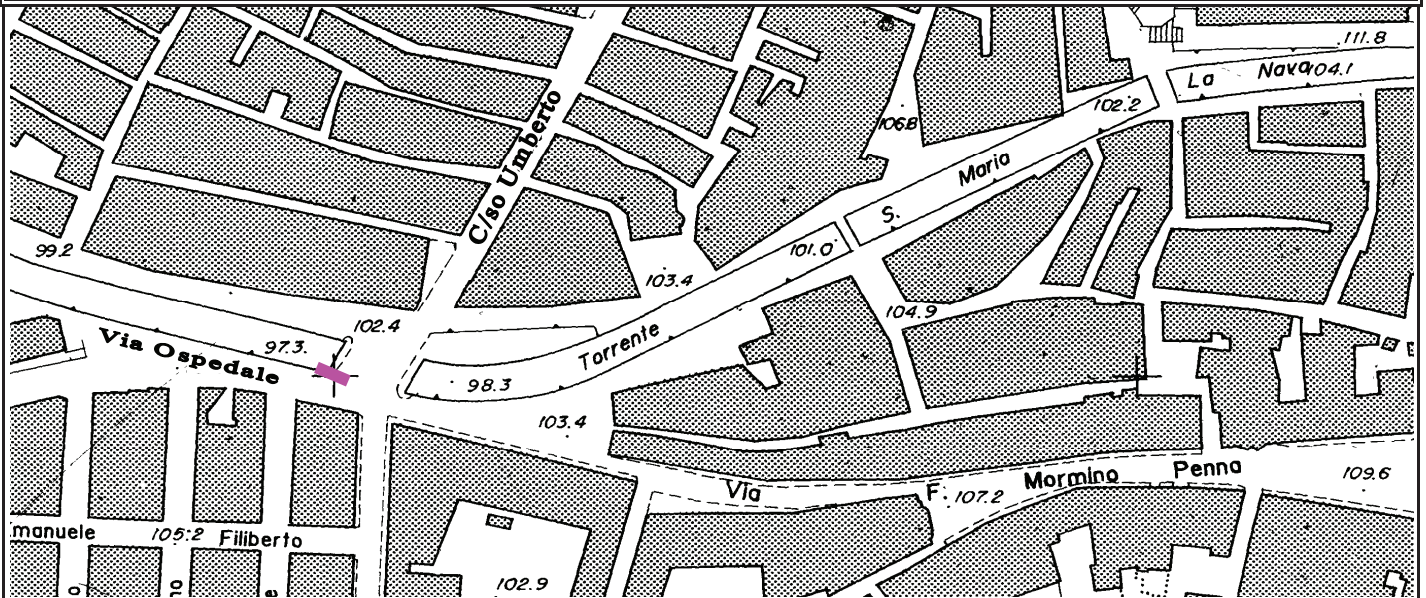 111.8
La Nava
104.1
102.2
106.8
Maria
C/so Umberto
S.
99.2
101.0
103.4
104.9
102.4
Torrente
Via Ospedale
97.3.
98.3
103.4
Via F. Mormino Penna
109.6
107.2
manuele Filiberto
105.2
102.9